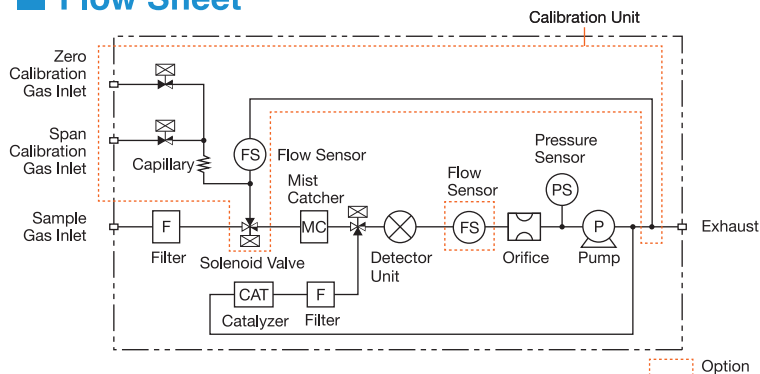 Flow Sheet
Calibration Unit
Zero
Calibration
Gas Inlet
Span
Calibration
Gas Inlet
Capillary
FS
Flow Sensor
Mist
Catcher
Flow
Sensor
Pressure
Sensor
PS
Sample
Gas Inlet
F
Filter
Solenoid Valve
MC
Detector
Unit
FS
Orifice
P
Pump
Exhaust
CAT
Catalyzer
F
Filter
Option